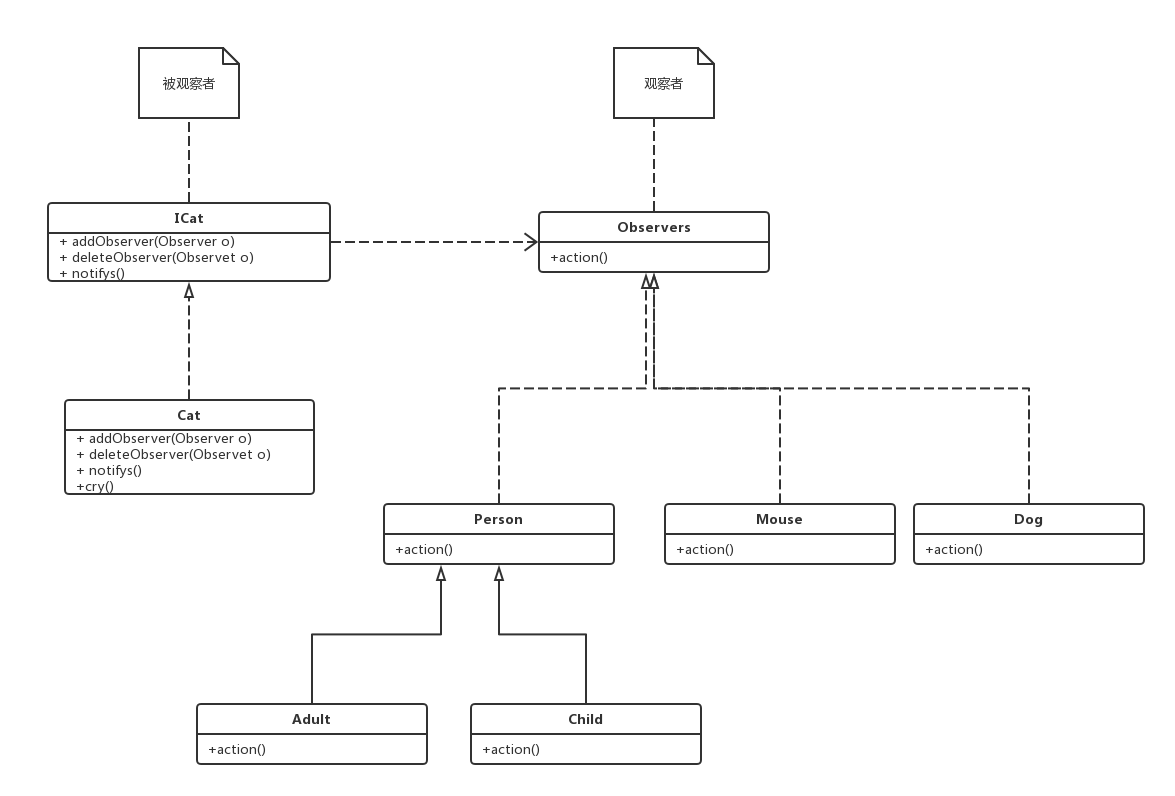 被观察者
观察者
ICat
+ addObserver(Observer o)
+ deleteObserver(Observet o)
+ notifys()
Observers
+action()
Cat
+ addObserver(Observer o)
+ deleteObserver(Observet o)
+ notifys()
+cry()
Person
+action()
Mouse
+action()
Dog
+action()
Adult
+action()
Child
+action()